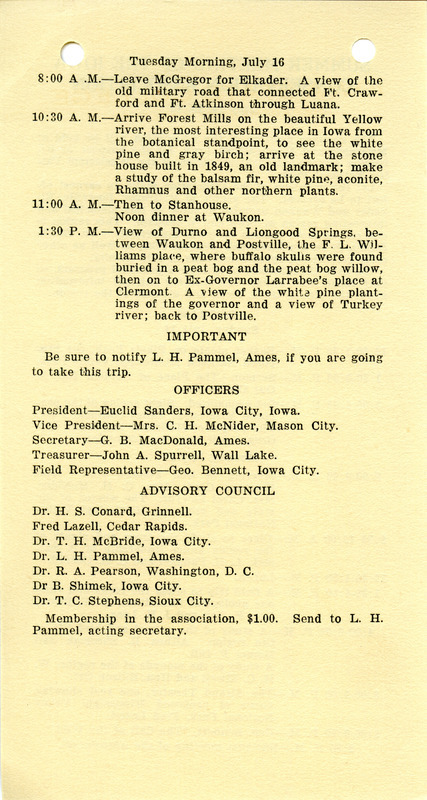 Tuesday Morning, July 16
8:00 A .M.—Leave McGregor for Elkader. A view of the
old military road that connected Ft. Craw-
ford and Ft. Atkinson through Luana.
10:30 A. M.—Arrive Forest Mills on the beautiful Yellow
river, the most interesting place in Iowa from
the botanical standpoint, to see the white
pine and gray birch; arrive at the stone
house built in 1849, an old landmark; make
a study of the balsam fir, white pine, aconite,
Rhamnus and other northern plants.
11:00 A. M.—Then to Stanhouse.
Noon dinner at Waukon.
1:30 P. M.—View of Durno and Liongood Springs, be-
tween Waukon and Postville, the F. L. Wil-
liams place, where buffalo skulls were found
buried in a peat bog and the peat bog willow,
then on to Ex-Governor Larrabee's place at
Clermont. A view of the white pine plant-
ings of the governor and a view of Turkey
river; back to Postville.
IMPORTANT
Be sure to notify L. H. Pammel, Ames, if you are going
to take this trip.
OFFICERS
President—Euclid Sanders, Iowa City, Iowa.
Vice President—Mrs. C. H. McNider, Mason City.
Secretary—G. B. MacDonald, Ames.
Treasurer—John A. Spurrell, Wall Lake.
Field Representative—Geo. Bennett, Iowa City.
ADVISORY COUNCIL
Dr. H. S. Conard, Grinnell.
Fred Lazell, Cedar Rapids.
Dr. T. H. McBride, Iowa City.
Dr. L. H. Pammel, Ames.
Dr. R. A. Pearson, Washington, D. C.
Dr B. Shimek, Iowa City.
Dr. T. C. Stephens, Sioux City.
Membership in the association, $1.00. Send to L. H.
Pammel, acting secretary.